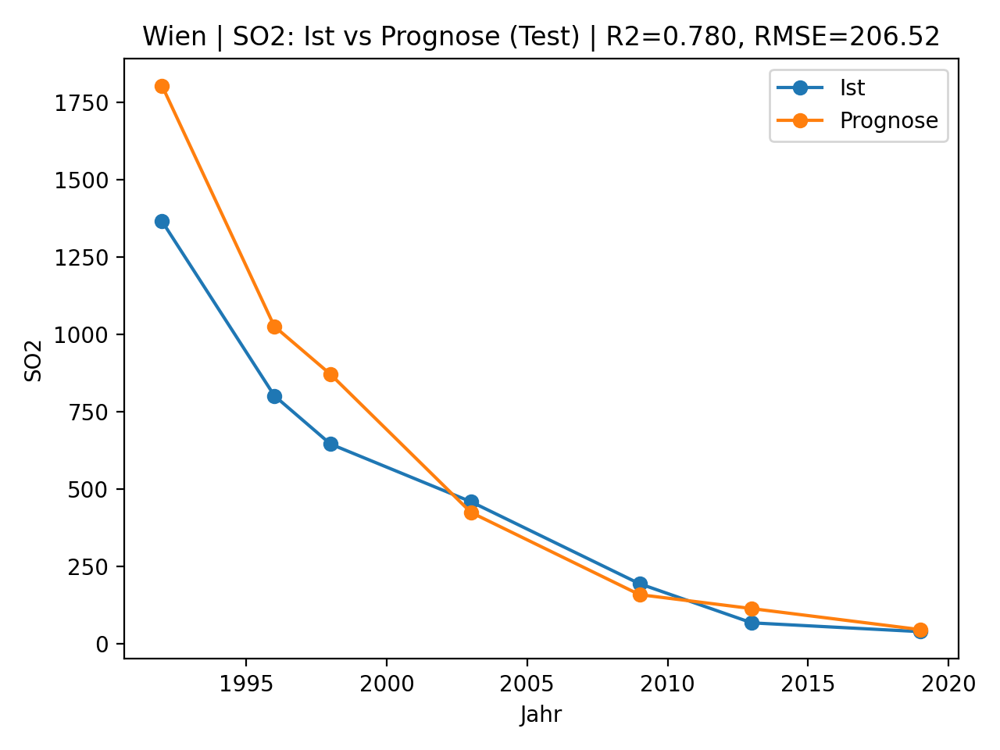 Wien | SO2: Ist vs Prognose (Test) | R2=0.780, RMSE=206.52
Ist
Prognose
1750
1500
1250
1000
750
500
250
0
SO2
1995 2000 2005 2010 2015 2020
Jahr